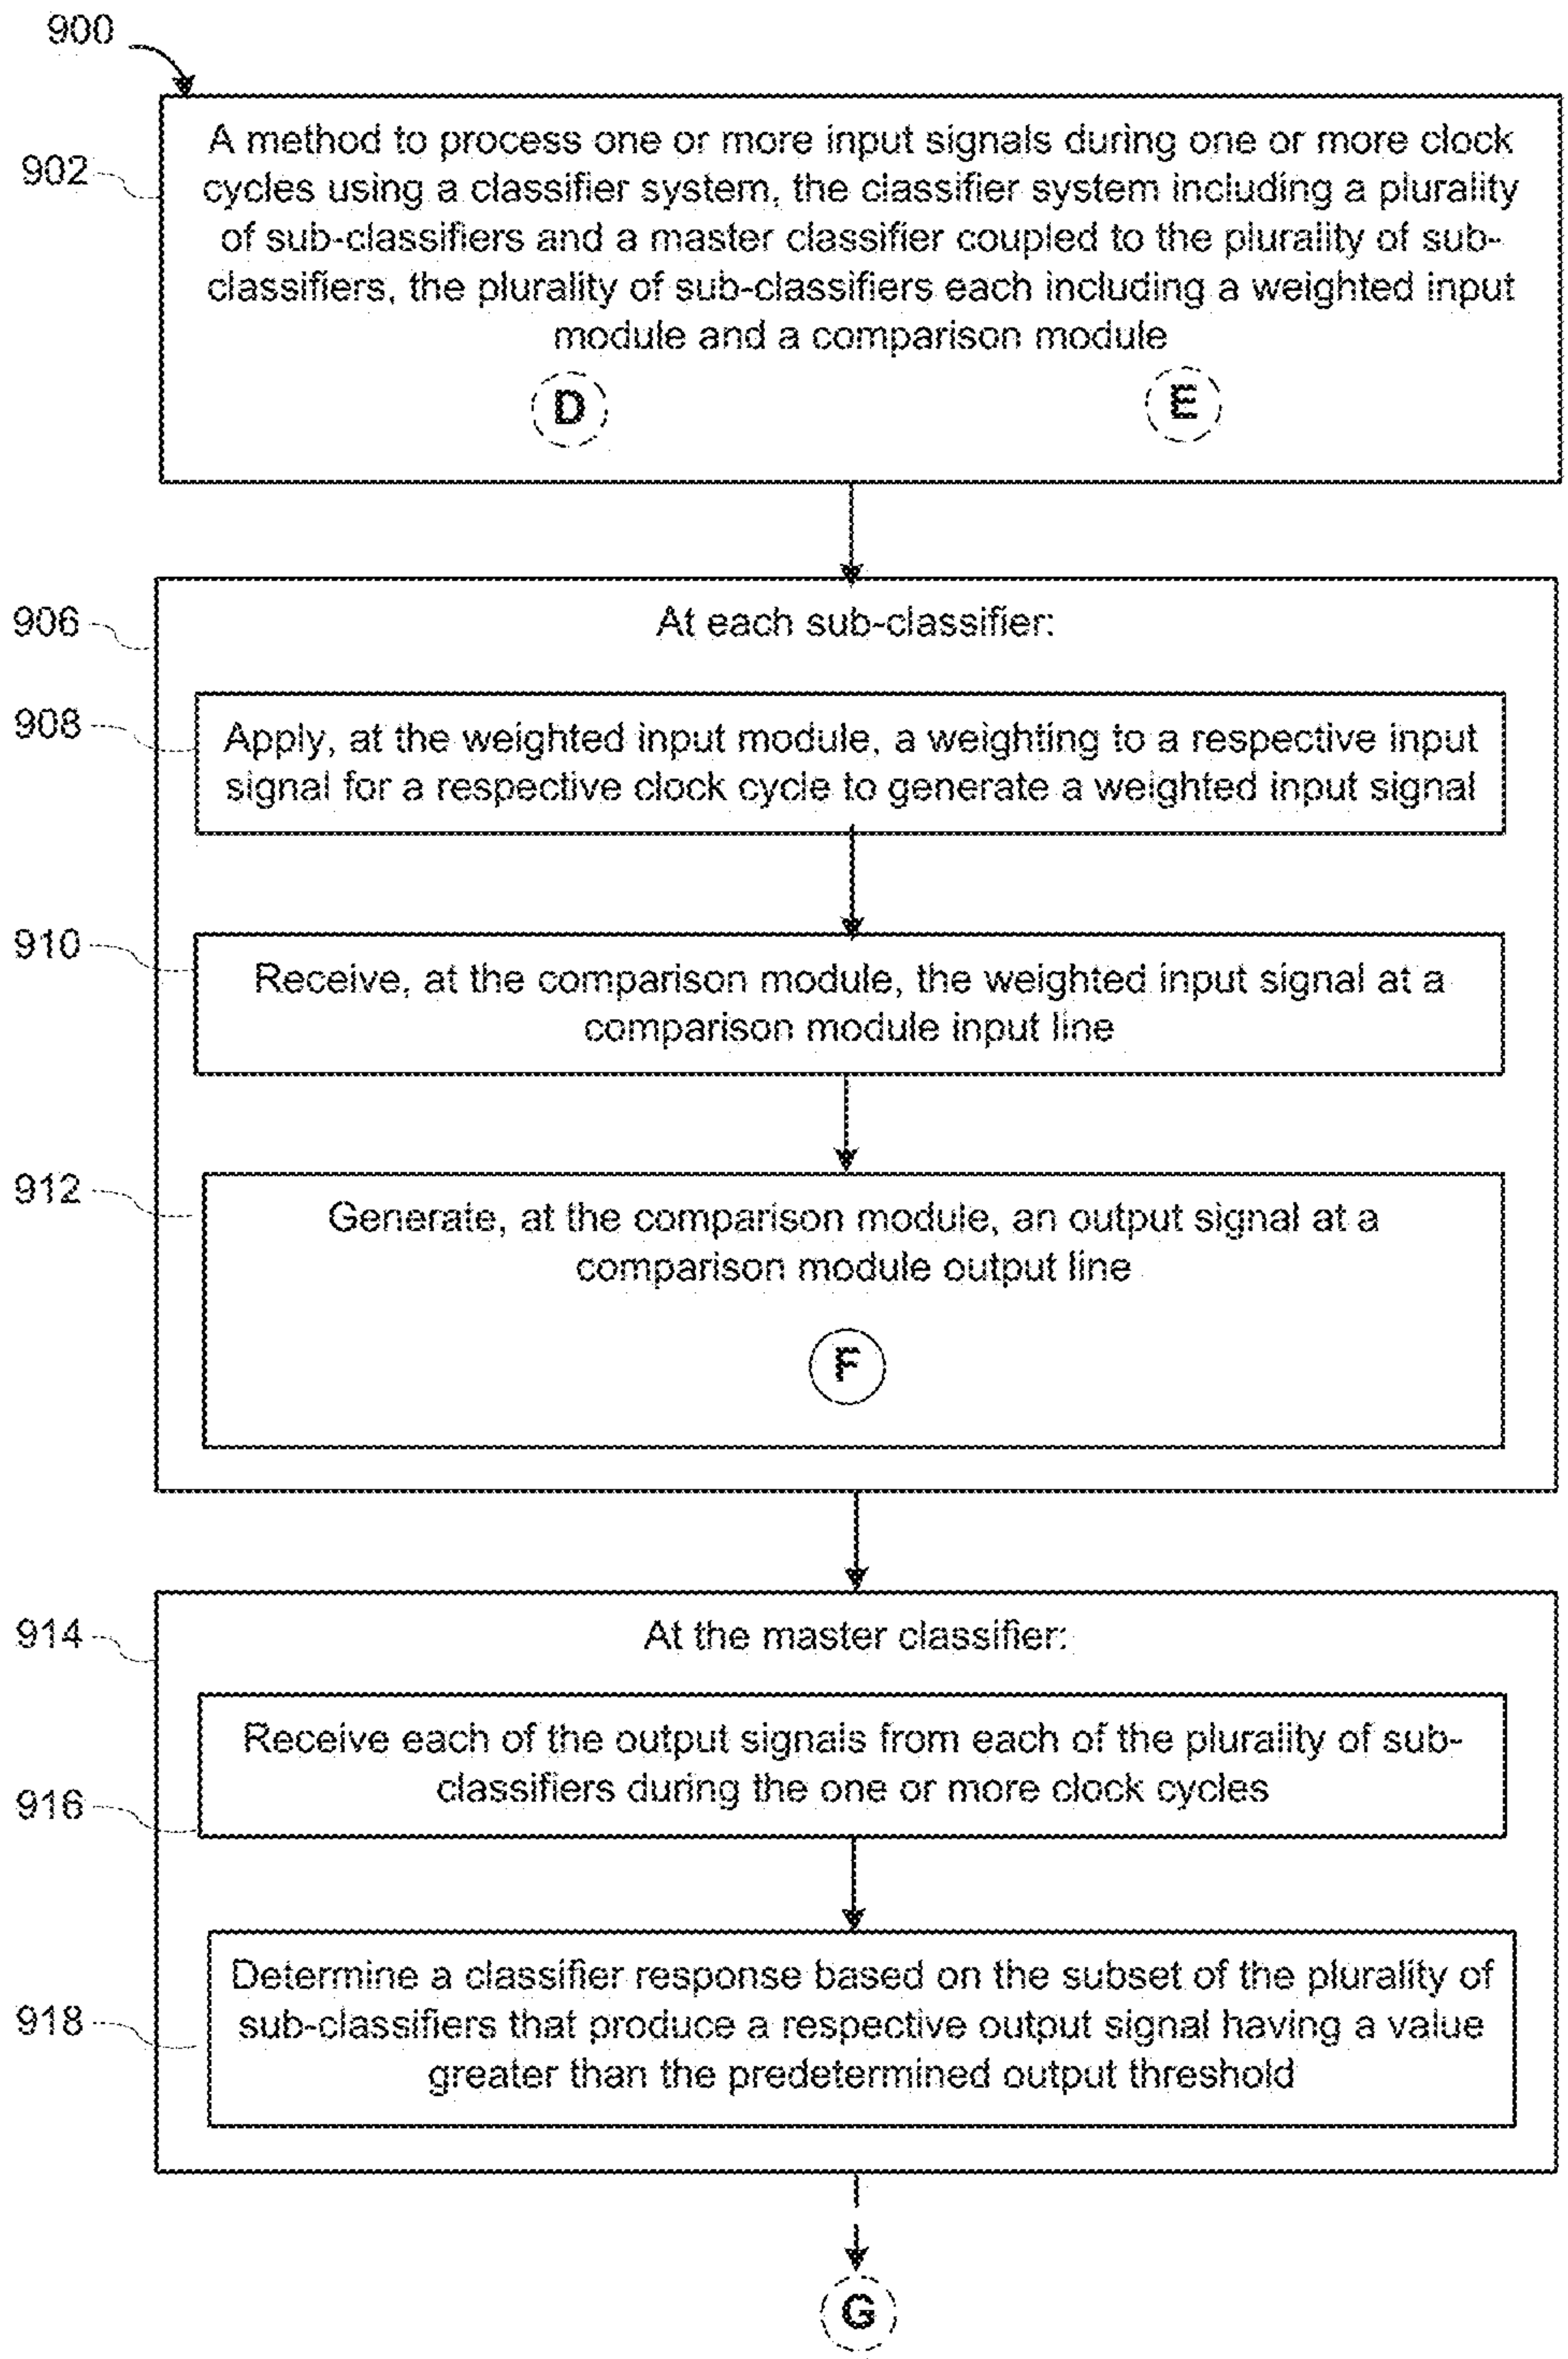 900
902
A method to process one or more input signals during one or more clock
cycles using a classifier system, the classifier system including a plurality
of sub-classifiers and a master classifier coupled to the plurality of sub-
classifiers, the plurality of sub-classifiers each including a weighted input
module and a comparison module
D
E
906
At each sub-classifier:
908
Apply, at the weighted input module, a weighting to a respective input
signal for a respective clock cycle to generate a weighted input signal
910
Receive, at the comparison module, the weighted input signal at a
comparison module input line
912
Generate, at the comparison module, an output signal at a
comparison module output line
F
914
At the master classifier:
916
Receive each of the output signals from each of the plurality of sub-
classifiers during the one or more clock cycles
918
Determine a classifier response based on the subset of the plurality of
sub-classifiers that produce a respective output signal having a value
greater than the predetermined output threshold
G